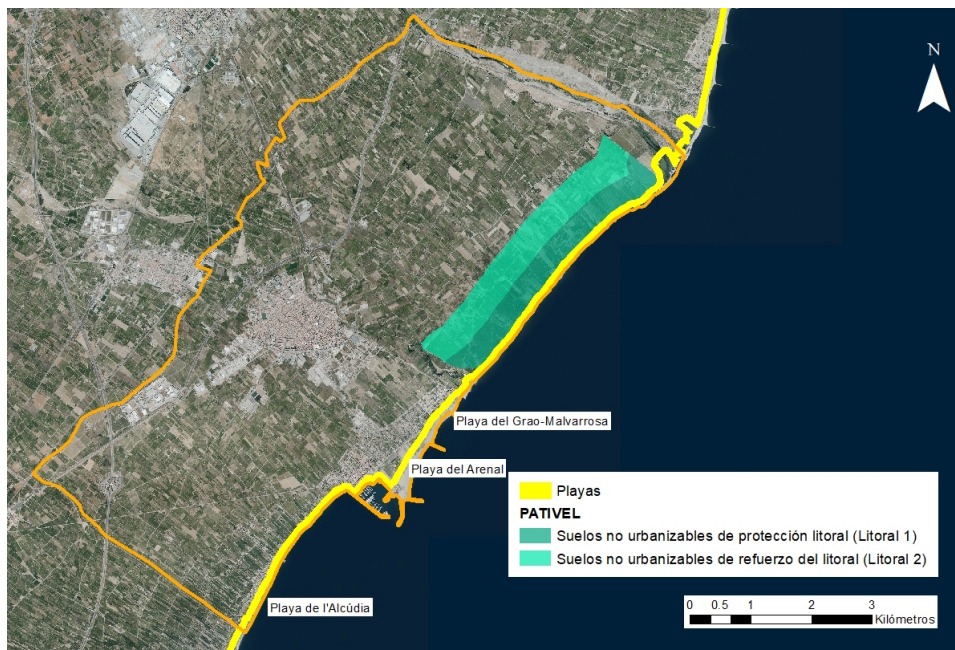 N
Playa del Grao-Malvarrosa
Playa del Arenal
Playas
PATIVEL
Suelos no urbanizables de protección litoral (Litoral 1)
Suelos no urbanizables de refuerzo del litoral (Litoral 2)
Playa de l'Alcúdia
0 0.5 1 2 3
Kilómetros